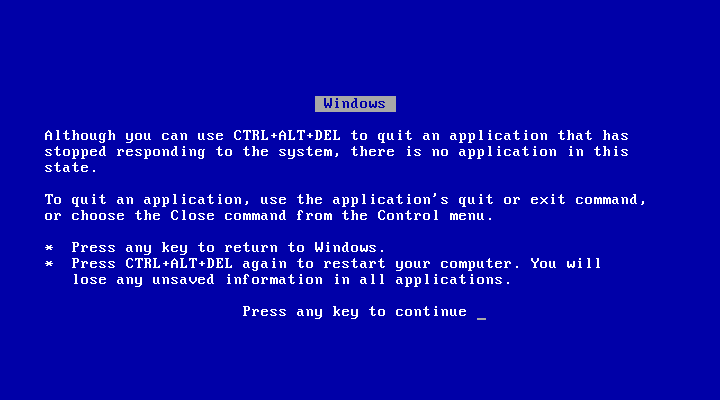 Windows
Although you can use CTRL+ALT+DEL to quit an application that has
stopped responding to the system, there is no application in this
state.
To quit an application, use the application's quit or exit command,
or choose the Close command from the Control menu.
* Press any key to return to Windows.
* Press CTRL+ALT+DEL again to restart your computer. You will
lose any unsaved information in all applications.
Press any key to continue _